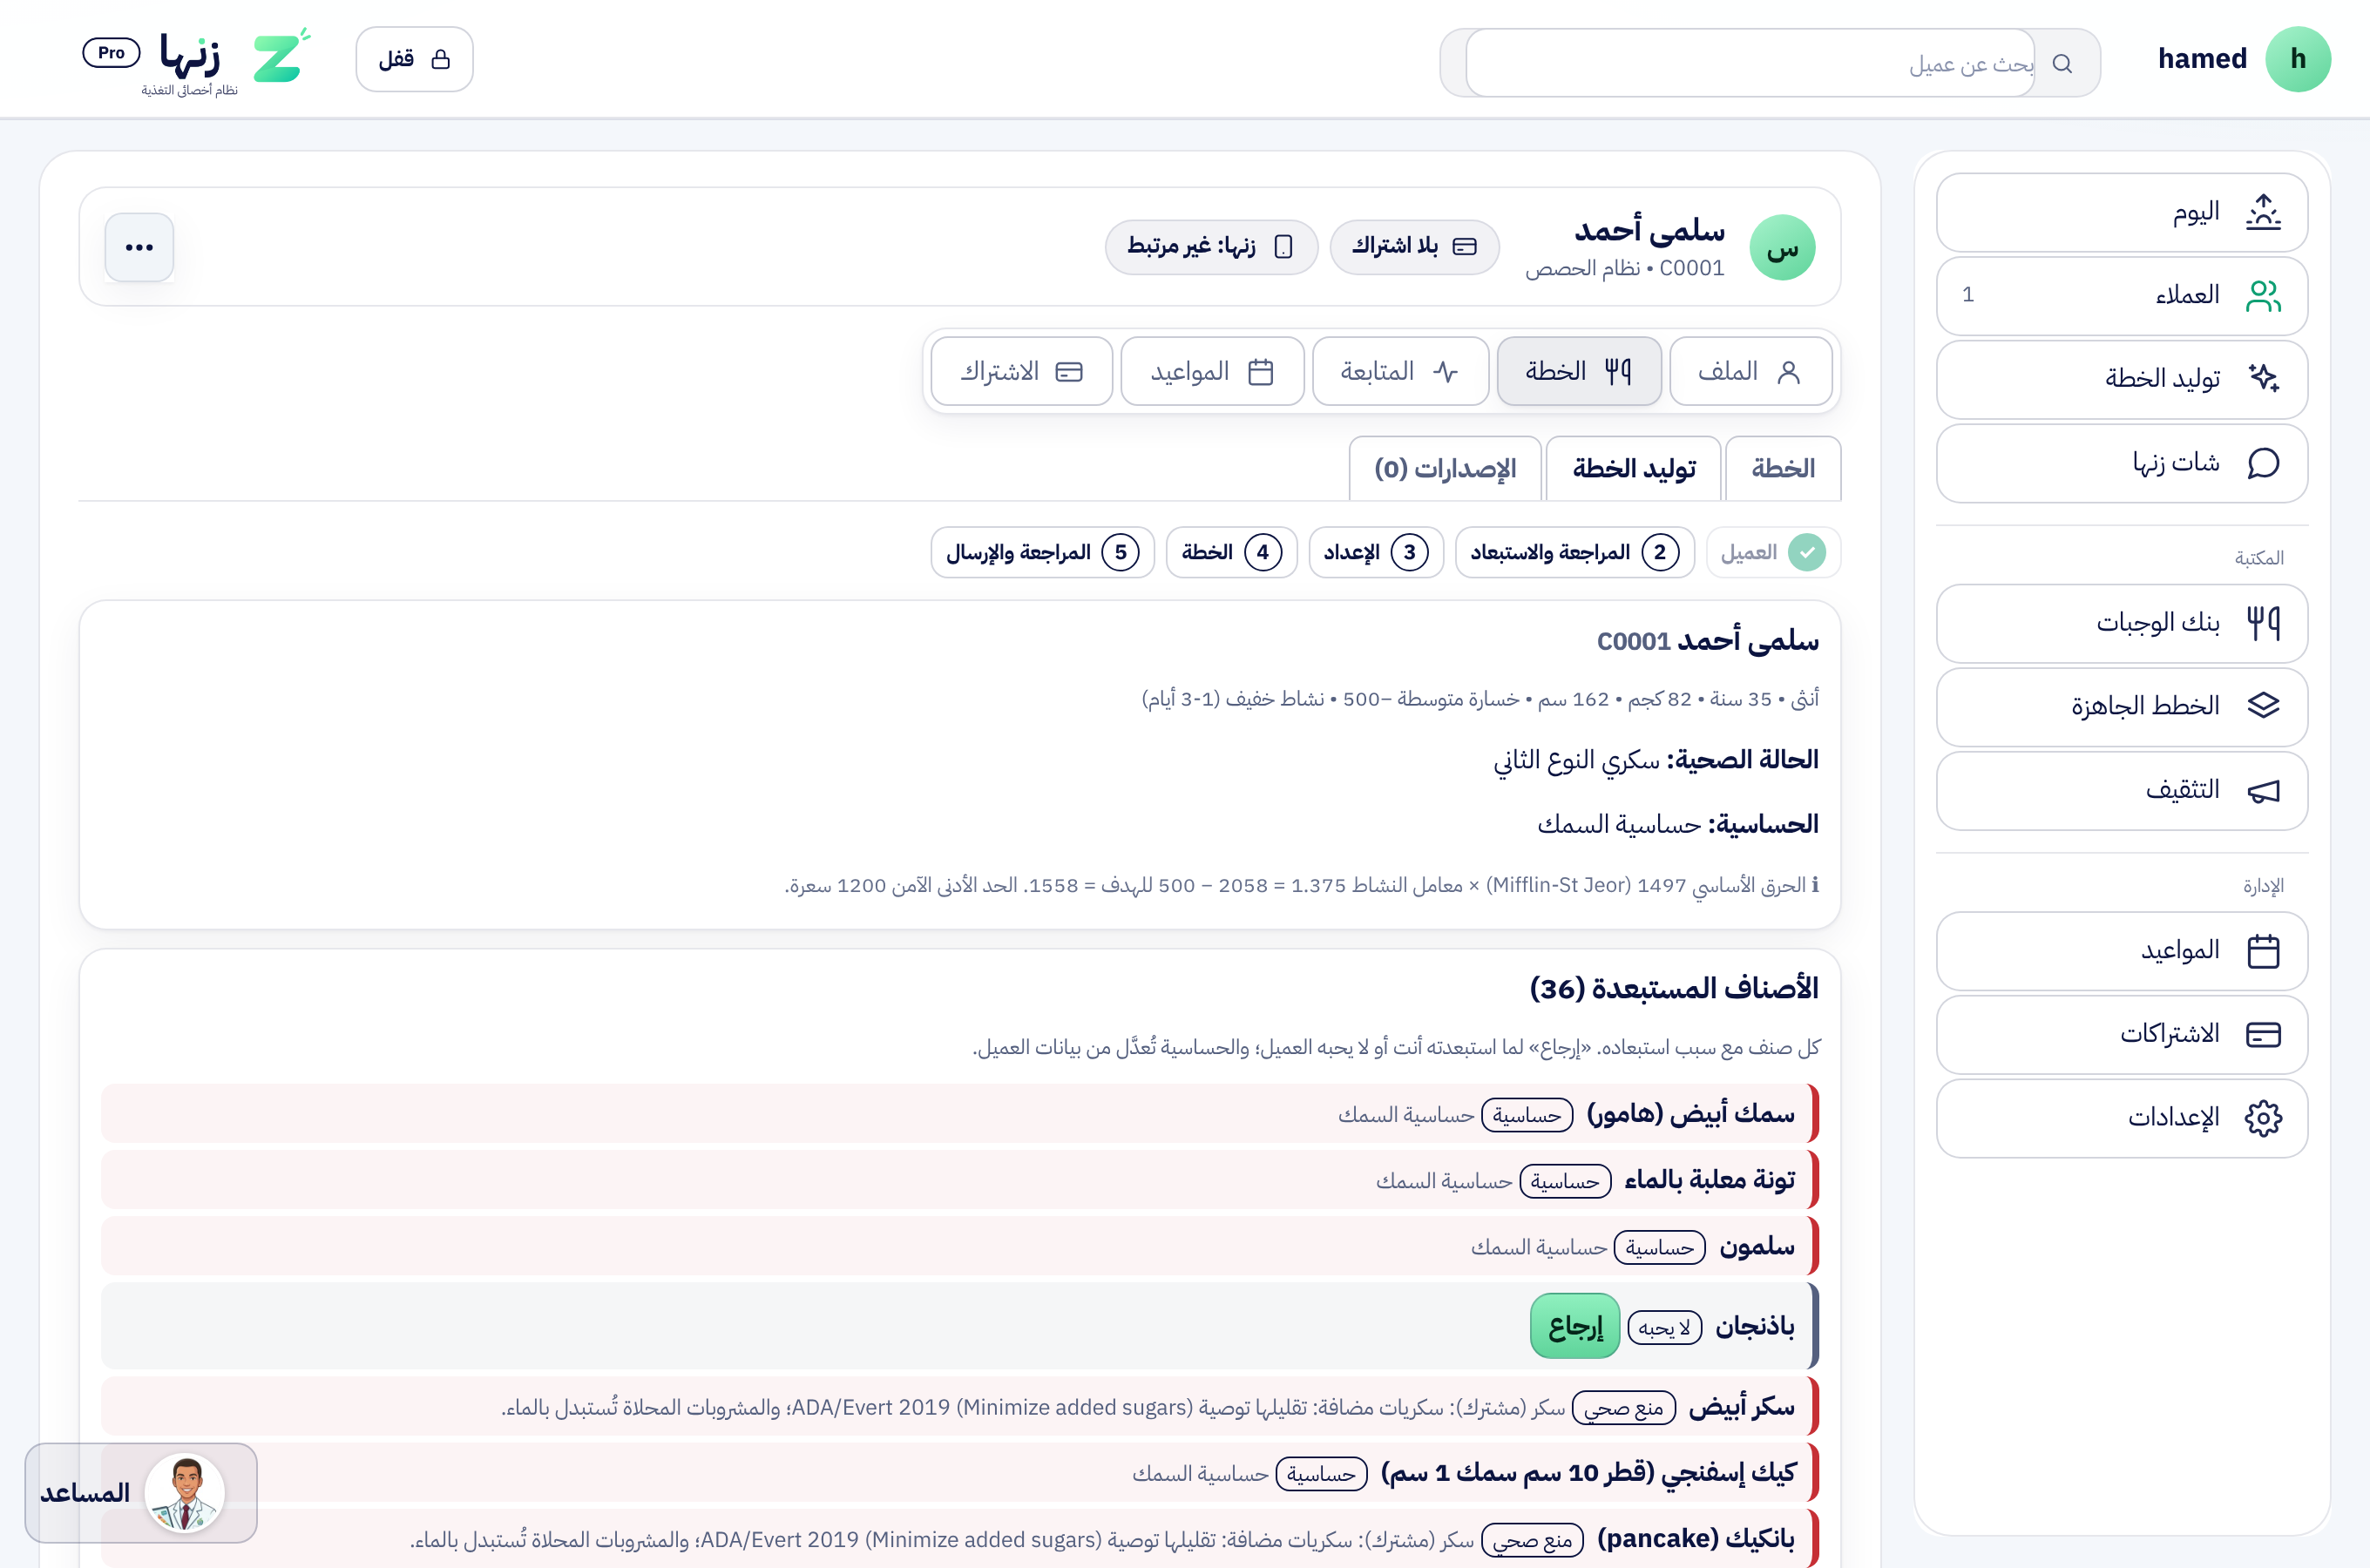 h hamed
بحث عن عميل
قفل
زنها Pro
نظام أخصائي التغذية
اليوم
العملاء 1
توليد الخطة
شات زنها
المكتبة
بنك الوجبات
الخطط الجاهزة
التثقيف
الإدارة
المواعيد
الاشتراكات
الإعدادات
س سلمى أحمد
C0001 • نظام الحصص
بلا اشتراك
زنها: غير مرتبط
الملف
الخطة
المتابعة
المواعيد
الاشتراك
الخطة
توليد الخطة
الإصدارات (0)
العميل
2 المراجعة والاستبعاد
3 الإعداد
4 الخطة
5 المراجعة والإرسال
سلمى أحمد C0001
أنثى • 35 سنة • 82 كجم • 162 سم • خسارة متوسطة −500 • نشاط خفيف (1-3 أيام)
الحالة الصحية: سكري النوع الثاني
الحساسية: حساسية السمك
ℹ الحرق الأساسي 1497 (Mifflin-St Jeor) × معامل النشاط 1.375 = 2058 − 500 للهدف = 1558. الحد الأدنى الآمن 1200 سعرة.
الأصناف المستبعدة (36)
كل صنف مع سبب استبعاده. «إرجاع» لما استبعدته أنت أو لا يحبه العميل؛ والحساسية تُعدَّل من بيانات العميل.
سمك أبيض (هامور) حساسية حساسية السمك
تونة معلبة بالماء حساسية حساسية السمك
سلمون حساسية حساسية السمك
باذنجان لا يحبه إرجاع
سكر أبيض منع صحي سكر (مشترك): سكريات مضافة: تقليلها توصية ADA/Evert 2019 (Minimize added sugars)؛ والمشروبات المحلاة تُستبدل بالماء.
كيك إسفنجي (قطر 10 سم سمك 1 سم) حساسية حساسية السمك
بانكيك (pancake) منع صحي سكر (مشترك): سكريات مضافة: تقليلها توصية ADA/Evert 2019 (Minimize added sugars)؛ والمشروبات المحلاة تُستبدل بالماء.
المساعد